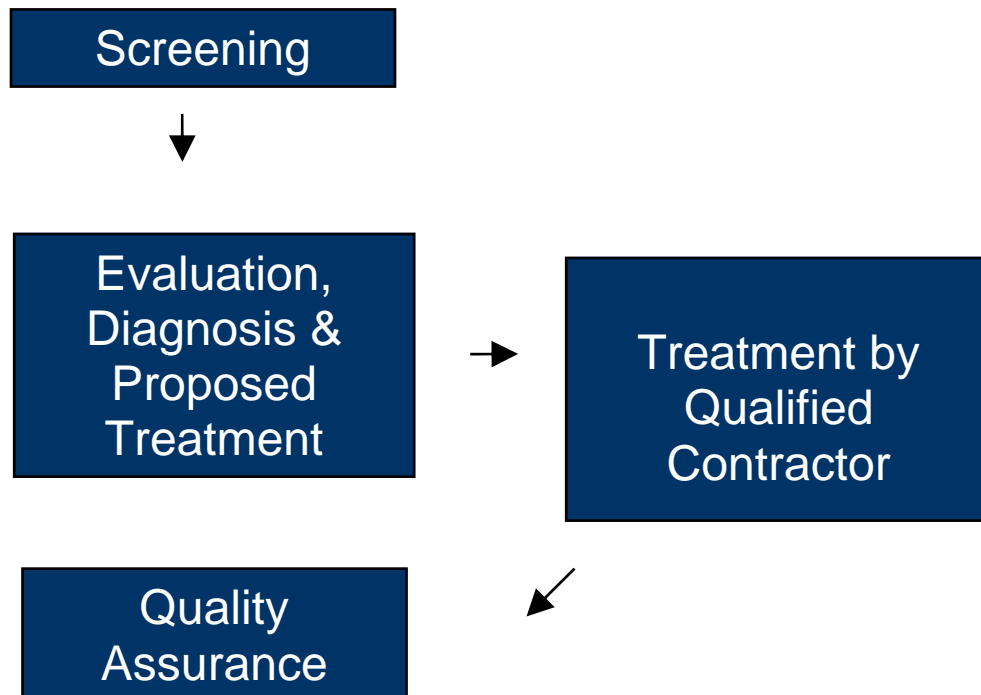 Screening
Evaluation,
Diagnosis &
Proposed
Treatment
Treatment by
Qualified
Contractor
Quality
Assurance